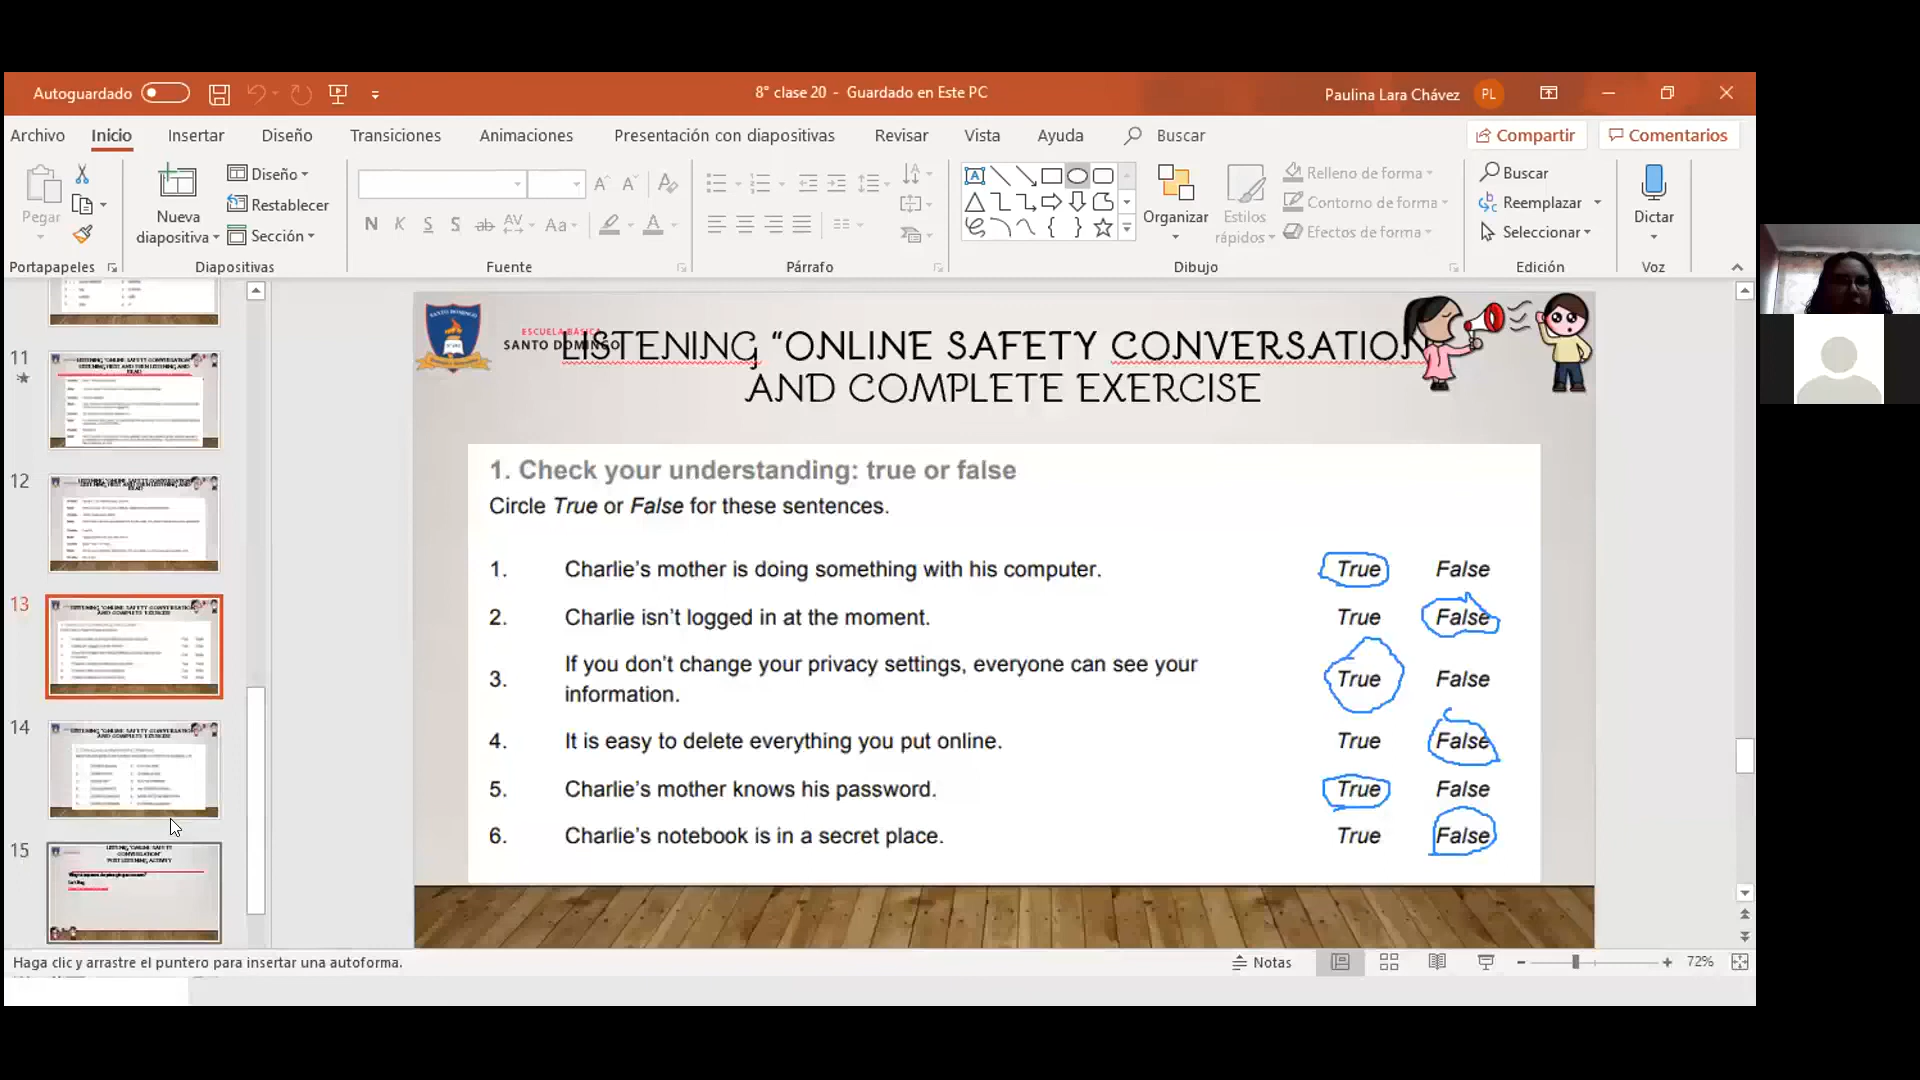 Autoguardado
8° clase 20 - Guardado en Este PC
Paulina Lara Chávez PL
Archivo Inicio Insertar Diseño Transiciones Animaciones Presentación con diapositivas Revisar Vista Ayuda Buscar Compartir Comentarios
Pegar
Nueva diapositiva
Diseño
Restablecer
Sección
N K S S ab AV Aa A
Organizar
Estilos rápidos
Relleno de forma
Contorno de forma
Efectos de forma
Buscar
Reemplazar
Seleccionar
Dictar
Portapapeles Diapositivas Fuente Párrafo Dibujo Edición Voz
11
12
13
14
15
ESCUELA BÁSICA
SANTO DOMINGO
LISTENING “ONLINE SAFETY CONVERSATION
AND COMPLETE EXERCISE
1. Check your understanding: true or false
Circle True or False for these sentences.
1. Charlie’s mother is doing something with his computer. True False
2. Charlie isn’t logged in at the moment. True False
3. If you don’t change your privacy settings, everyone can see your
information. True False
4. It is easy to delete everything you put online. True False
5. Charlie’s mother knows his password. True False
6. Charlie’s notebook is in a secret place. True False
Haga clic y arrastre el puntero para insertar una autoforma.
Notas
72%